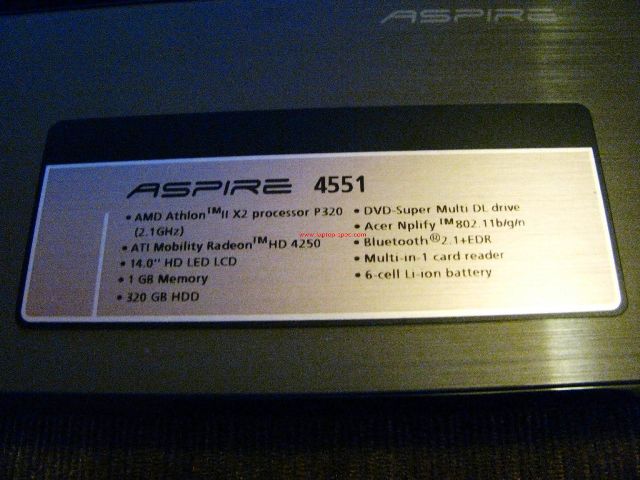 ASPIRE
ASPIRE 4551
• AMD Athlon™II X2 processor P320
(2.1GHz)
• ATI Mobility Radeon™HD 4250
• 14.0" HD LED LCD
• 1 GB Memory
• 320 GB HDD
• DVD-Super Multi DL drive
• Acer Nplify™802.11b/g/n
• Bluetooth®2.1+EDR
• Multi-in-1 card reader
• 6-cell Li-ion battery
www.laptop-spec.com